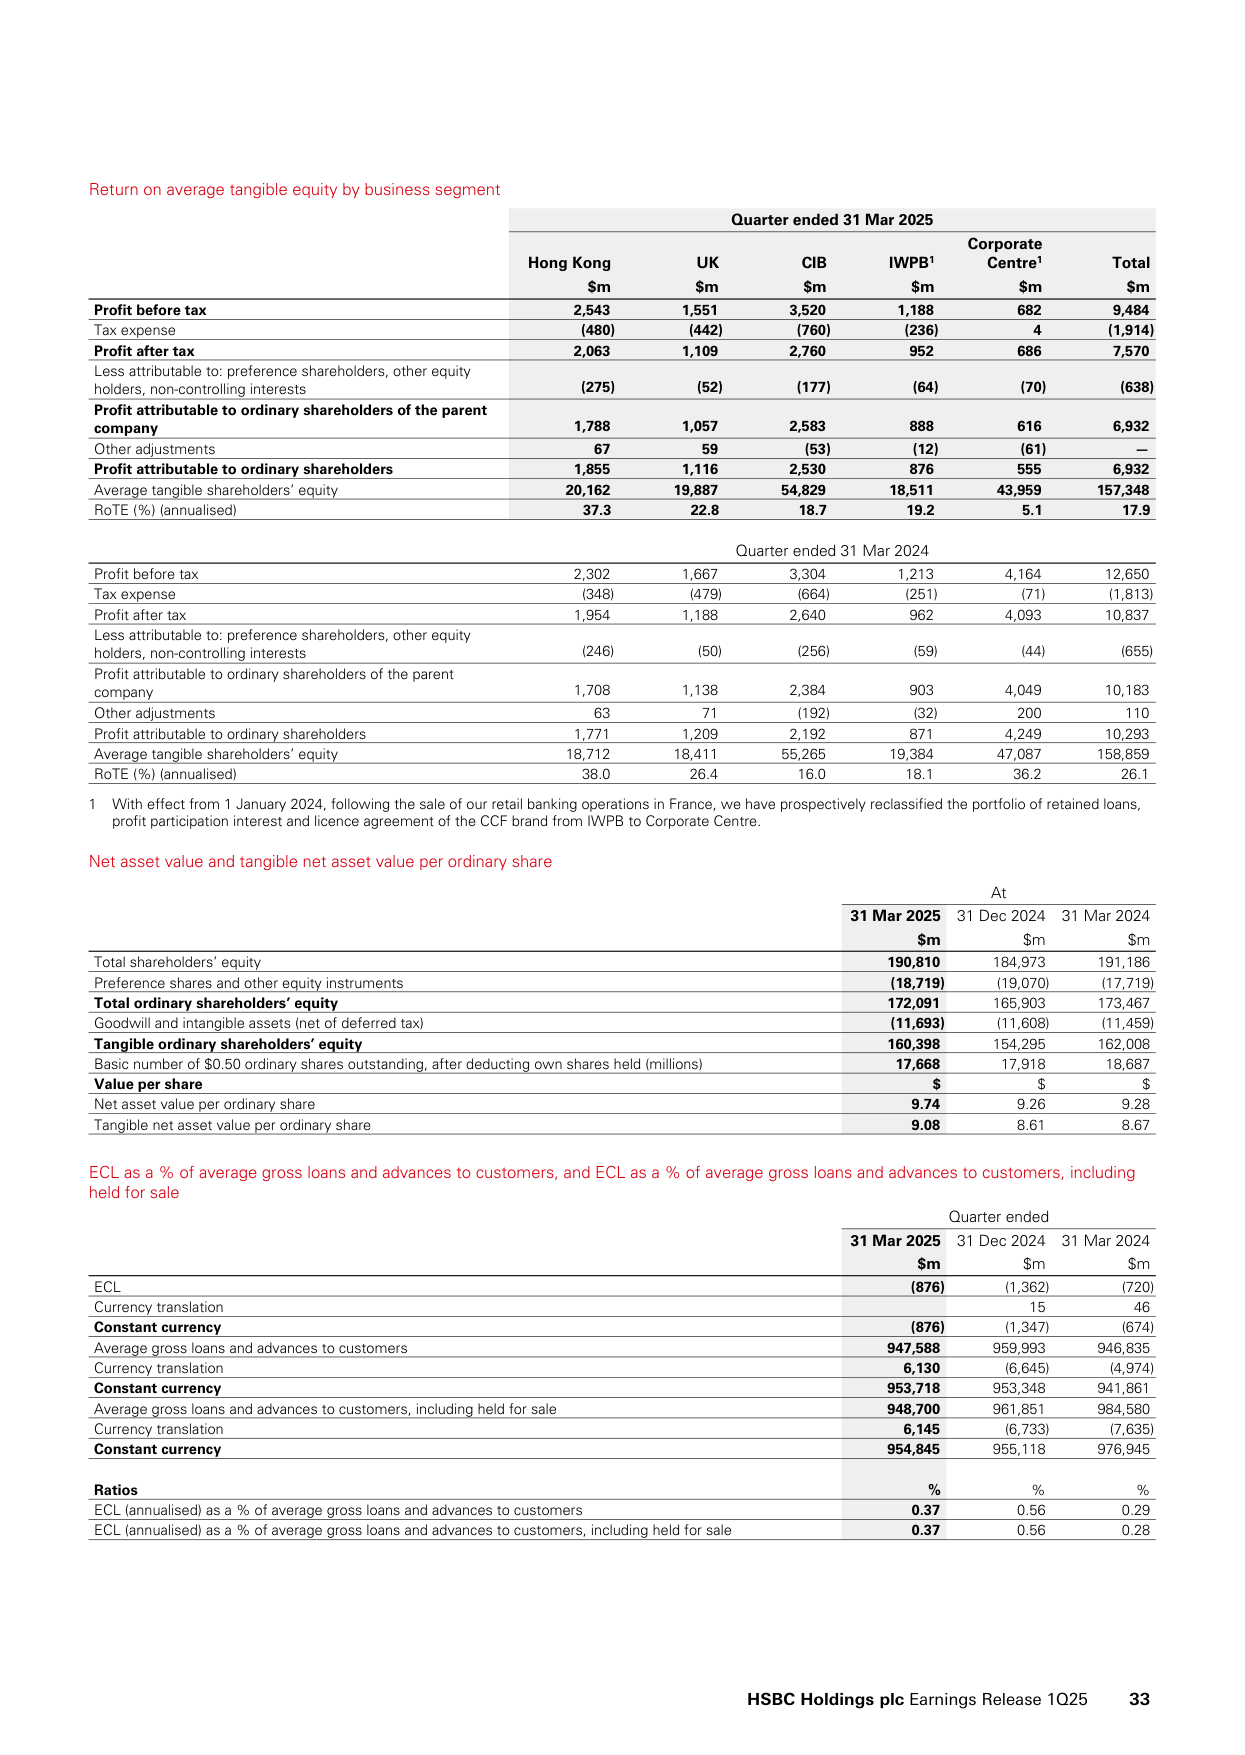 Return on average tangible equity by business segment
Quarter ended 31 Mar 2025
Hong Kong UK CIB IWPB¹ Corporate Centre¹ Total
$m $m $m $m $m $m
Profit before tax 2,543 1,551 3,520 1,188 682 9,484
Tax expense (480) (442) (760) (236) 4 (1,914)
Profit after tax 2,063 1,109 2,760 952 686 7,570
Less attributable to: preference shareholders, other equity
holders, non-controlling interests (275) (52) (177) (64) (70) (638)
Profit attributable to ordinary shareholders of the parent
company 1,788 1,057 2,583 888 616 6,932
Other adjustments 67 59 (53) (12) (61) —
Profit attributable to ordinary shareholders 1,855 1,116 2,530 876 555 6,932
Average tangible shareholders' equity 20,162 19,887 54,829 18,511 43,959 157,348
RoTE (%) (annualised) 37.3 22.8 18.7 19.2 5.1 17.9
Quarter ended 31 Mar 2024
Profit before tax 2,302 1,667 3,304 1,213 4,164 12,650
Tax expense (348) (479) (664) (251) (71) (1,813)
Profit after tax 1,954 1,188 2,640 962 4,093 10,837
Less attributable to: preference shareholders, other equity
holders, non-controlling interests (246) (50) (256) (59) (44) (655)
Profit attributable to ordinary shareholders of the parent
company 1,708 1,138 2,384 903 4,049 10,183
Other adjustments 63 71 (192) (32) 200 110
Profit attributable to ordinary shareholders 1,771 1,209 2,192 871 4,249 10,293
Average tangible shareholders' equity 18,712 18,411 55,265 19,384 47,087 158,859
RoTE (%) (annualised) 38.0 26.4 16.0 18.1 36.2 26.1
1 With effect from 1 January 2024, following the sale of our retail banking operations in France, we have prospectively reclassified the portfolio of retained loans,
profit participation interest and licence agreement of the CCF brand from IWPB to Corporate Centre.
Net asset value and tangible net asset value per ordinary share
At
31 Mar 2025 31 Dec 2024 31 Mar 2024
$m $m $m
Total shareholders' equity 190,810 184,973 191,186
Preference shares and other equity instruments (18,719) (19,070) (17,719)
Total ordinary shareholders' equity 172,091 165,903 173,467
Goodwill and intangible assets (net of deferred tax) (11,693) (11,608) (11,459)
Tangible ordinary shareholders' equity 160,398 154,295 162,008
Basic number of $0.50 ordinary shares outstanding, after deducting own shares held (millions) 17,668 17,918 18,687
Value per share $ $ $
Net asset value per ordinary share 9.74 9.26 9.28
Tangible net asset value per ordinary share 9.08 8.61 8.67
ECL as a % of average gross loans and advances to customers, and ECL as a % of average gross loans and advances to customers, including
held for sale
Quarter ended
31 Mar 2025 31 Dec 2024 31 Mar 2024
$m $m $m
ECL (876) (1,362) (720)
Currency translation 15 46
Constant currency (876) (1,347) (674)
Average gross loans and advances to customers 947,588 959,993 946,835
Currency translation 6,130 (6,645) (4,974)
Constant currency 953,718 953,348 941,861
Average gross loans and advances to customers, including held for sale 948,700 961,851 984,580
Currency translation 6,145 (6,733) (7,635)
Constant currency 954,845 955,118 976,945
Ratios % % %
ECL (annualised) as a % of average gross loans and advances to customers 0.37 0.56 0.29
ECL (annualised) as a % of average gross loans and advances to customers, including held for sale 0.37 0.56 0.28
HSBC Holdings plc Earnings Release 1Q25 33